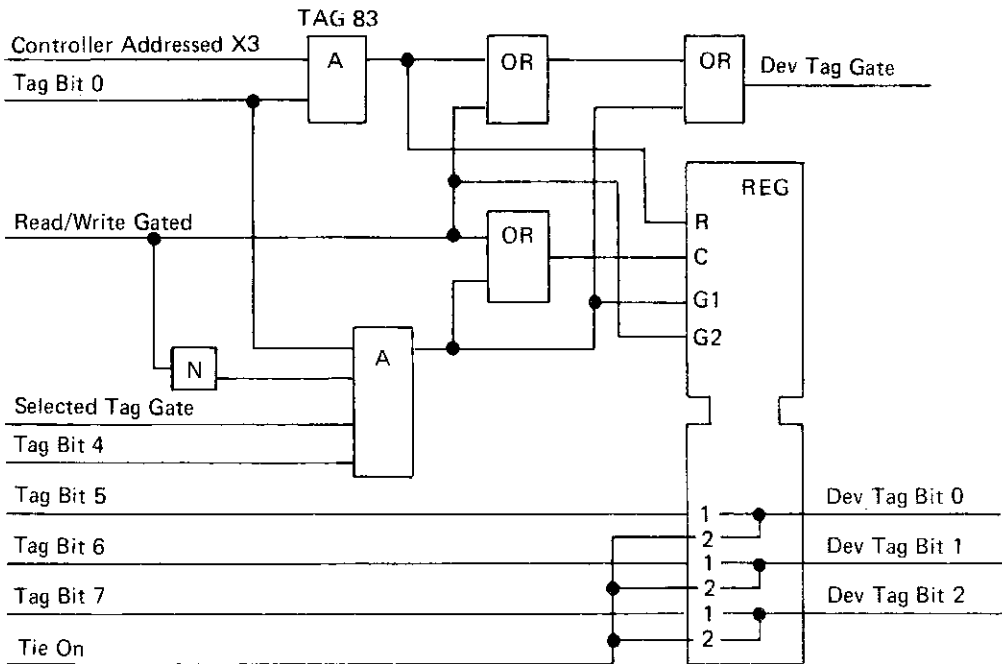 TAG 83
Controller Addressed X3
A
OR
OR
Dev Tag Gate
Tag Bit 0
REG
Read/Write Gated
OR
R
C
G1
G2
A
N
Selected Tag Gate
Tag Bit 4
Tag Bit 5
1
Dev Tag Bit 0
2
Tag Bit 6
1
Dev Tag Bit 1
2
Tag Bit 7
1
Dev Tag Bit 2
2
Tie On